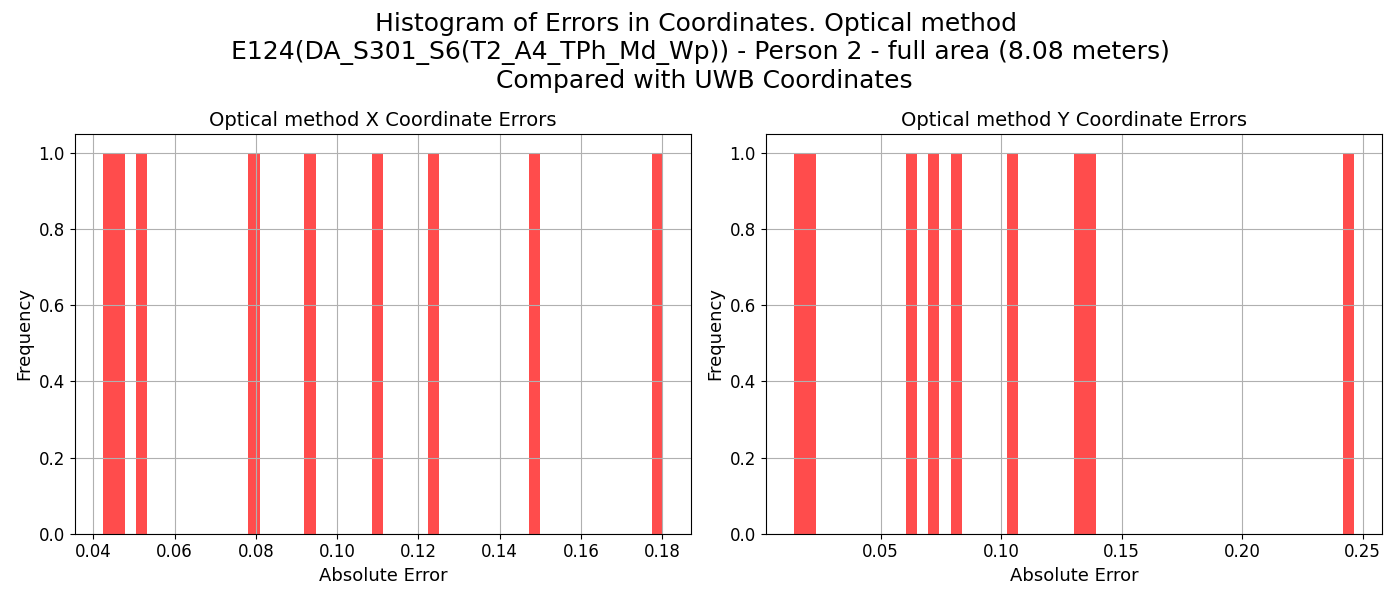 Histogram of Errors in Coordinates. Optical method
E124(DA_S301_S6(T2_A4_TPh_Md_Wp)) - Person 2 - full area (8.08 meters)
Compared with UWB Coordinates
Optical method X Coordinate Errors
Frequency
1.0
0.8
0.6
0.4
0.2
0.0
0.04 0.06 0.08 0.10 0.12 0.14 0.16 0.18
Absolute Error
Optical method Y Coordinate Errors
Frequency
1.0
0.8
0.6
0.4
0.2
0.0
0.05 0.10 0.15 0.20 0.25
Absolute Error